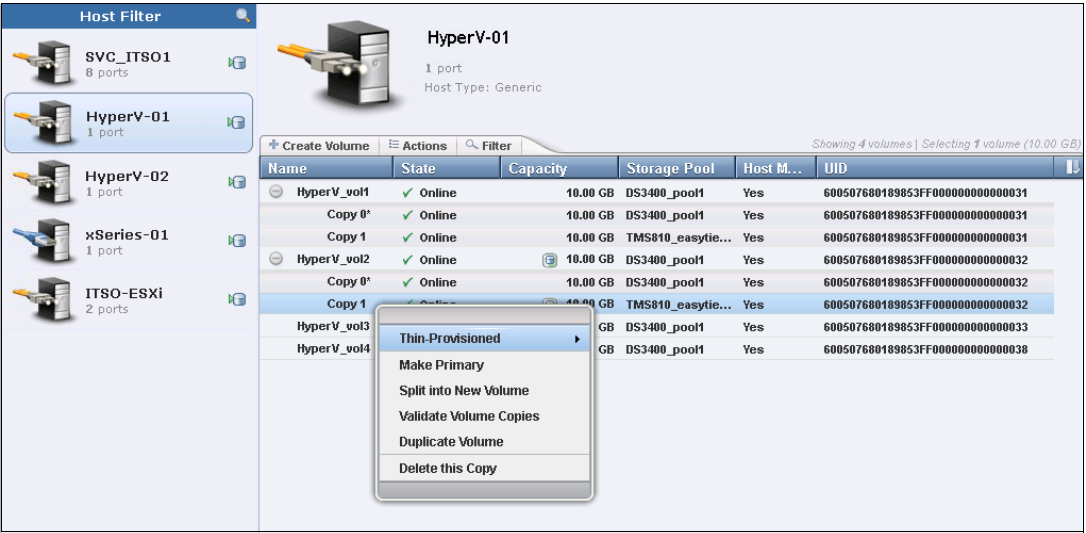 Host Filter
SVC_ITSO1
8 ports
HyperV-01
1 port
HyperV-02
1 port
xSeries-01
1 port
ITSO-ESXi
2 ports
HyperV-01
1 port
Host Type: Generic
Create Volume Actions Filter Showing 4 volumes | Selecting 1 volume (10.00 GB)
Name State Capacity Storage Pool Host M... UID
HyperV_vol1 Online 10.00 GB DS3400_pool1 Yes 600507680189853FF000000000000031
Copy 0* Online 10.00 GB DS3400_pool1 Yes 600507680189853FF000000000000031
Copy 1 Online 10.00 GB TMS810_easytie... Yes 600507680189853FF000000000000031
HyperV_vol2 Online 10.00 GB DS3400_pool1 Yes 600507680189853FF000000000000032
Copy 0* Online 10.00 GB DS3400_pool1 Yes 600507680189853FF000000000000032
Copy 1 Online 10.00 GB TMS810_easytie... Yes 600507680189853FF000000000000032
HyperV_vol3 GB DS3400_pool1 Yes 600507680189853FF000000000000033
HyperV_vol4 GB DS3400_pool1 Yes 600507680189853FF000000000000038
Thin-Provisioned
Make Primary
Split into New Volume
Validate Volume Copies
Duplicate Volume
Delete this Copy